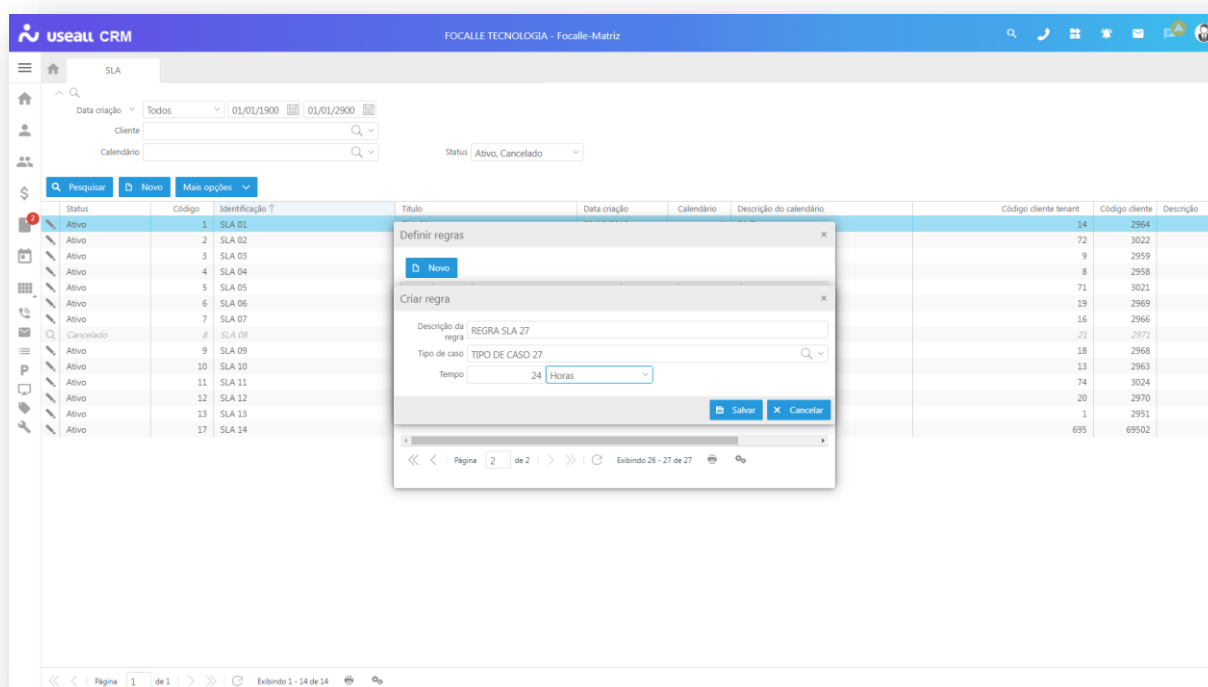 useall CRM FOCALLE TECNOLOGIA - Focalle-Matriz
SLA
Data criação Todos 01/01/1900 01/01/2900
Cliente
Calendário Status Ativo, Cancelado
Pesquisar Novo Mais opções
Status Código Identificação Título Data criação Calendário Descrição do calendário Código cliente tenant Código cliente Descrição
2
Ativo 1 SLA 01 14 2964
Ativo 2 SLA 02 72 3022
Ativo 3 SLA 03 9 2959
Ativo 4 SLA 04 8 2958
Ativo 5 SLA 05 71 3021
Ativo 6 SLA 06 19 2969
Ativo 7 SLA 07 16 2966
Cancelado 8 SLA 08 21 2971
Ativo 9 SLA 09 18 2968
Ativo 10 SLA 10 13 2963
Ativo 11 SLA 11 74 3024
Ativo 12 SLA 12 20 2970
Ativo 13 SLA 13 1 2951
Ativo 17 SLA 14 695 69502
Definir regras
Novo
Criar regra
Descrição da regra REGRA SLA 27
Tipo de caso TIPO DE CASO 27
Tempo 24 Horas
Salvar Cancelar
Página 2 de 2 Exibindo 26 - 27 de 27
Página 1 de 1 Exibindo 1 - 14 de 14